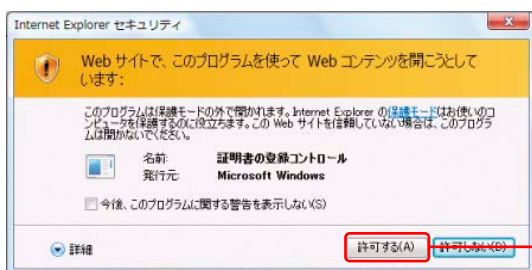 Internet Explorer セキュリティ
Web サイトで、このプログラムを使って Web コンテンツを開こうとして
います:
このプログラムは保護モードの外で開かれます。Internet Explorer の保護モードはお使いのコ
ンピュータを保護するのに役立ちます。この Web サイトを信頼していない場合は、このプログラ
ムは開かないでください。
名前: 証明書の登録コントロール
発行元: Microsoft Windows
今後、このプログラムに関する警告を表示しない(S)
詳細
許可する(A)
許可しない(D)